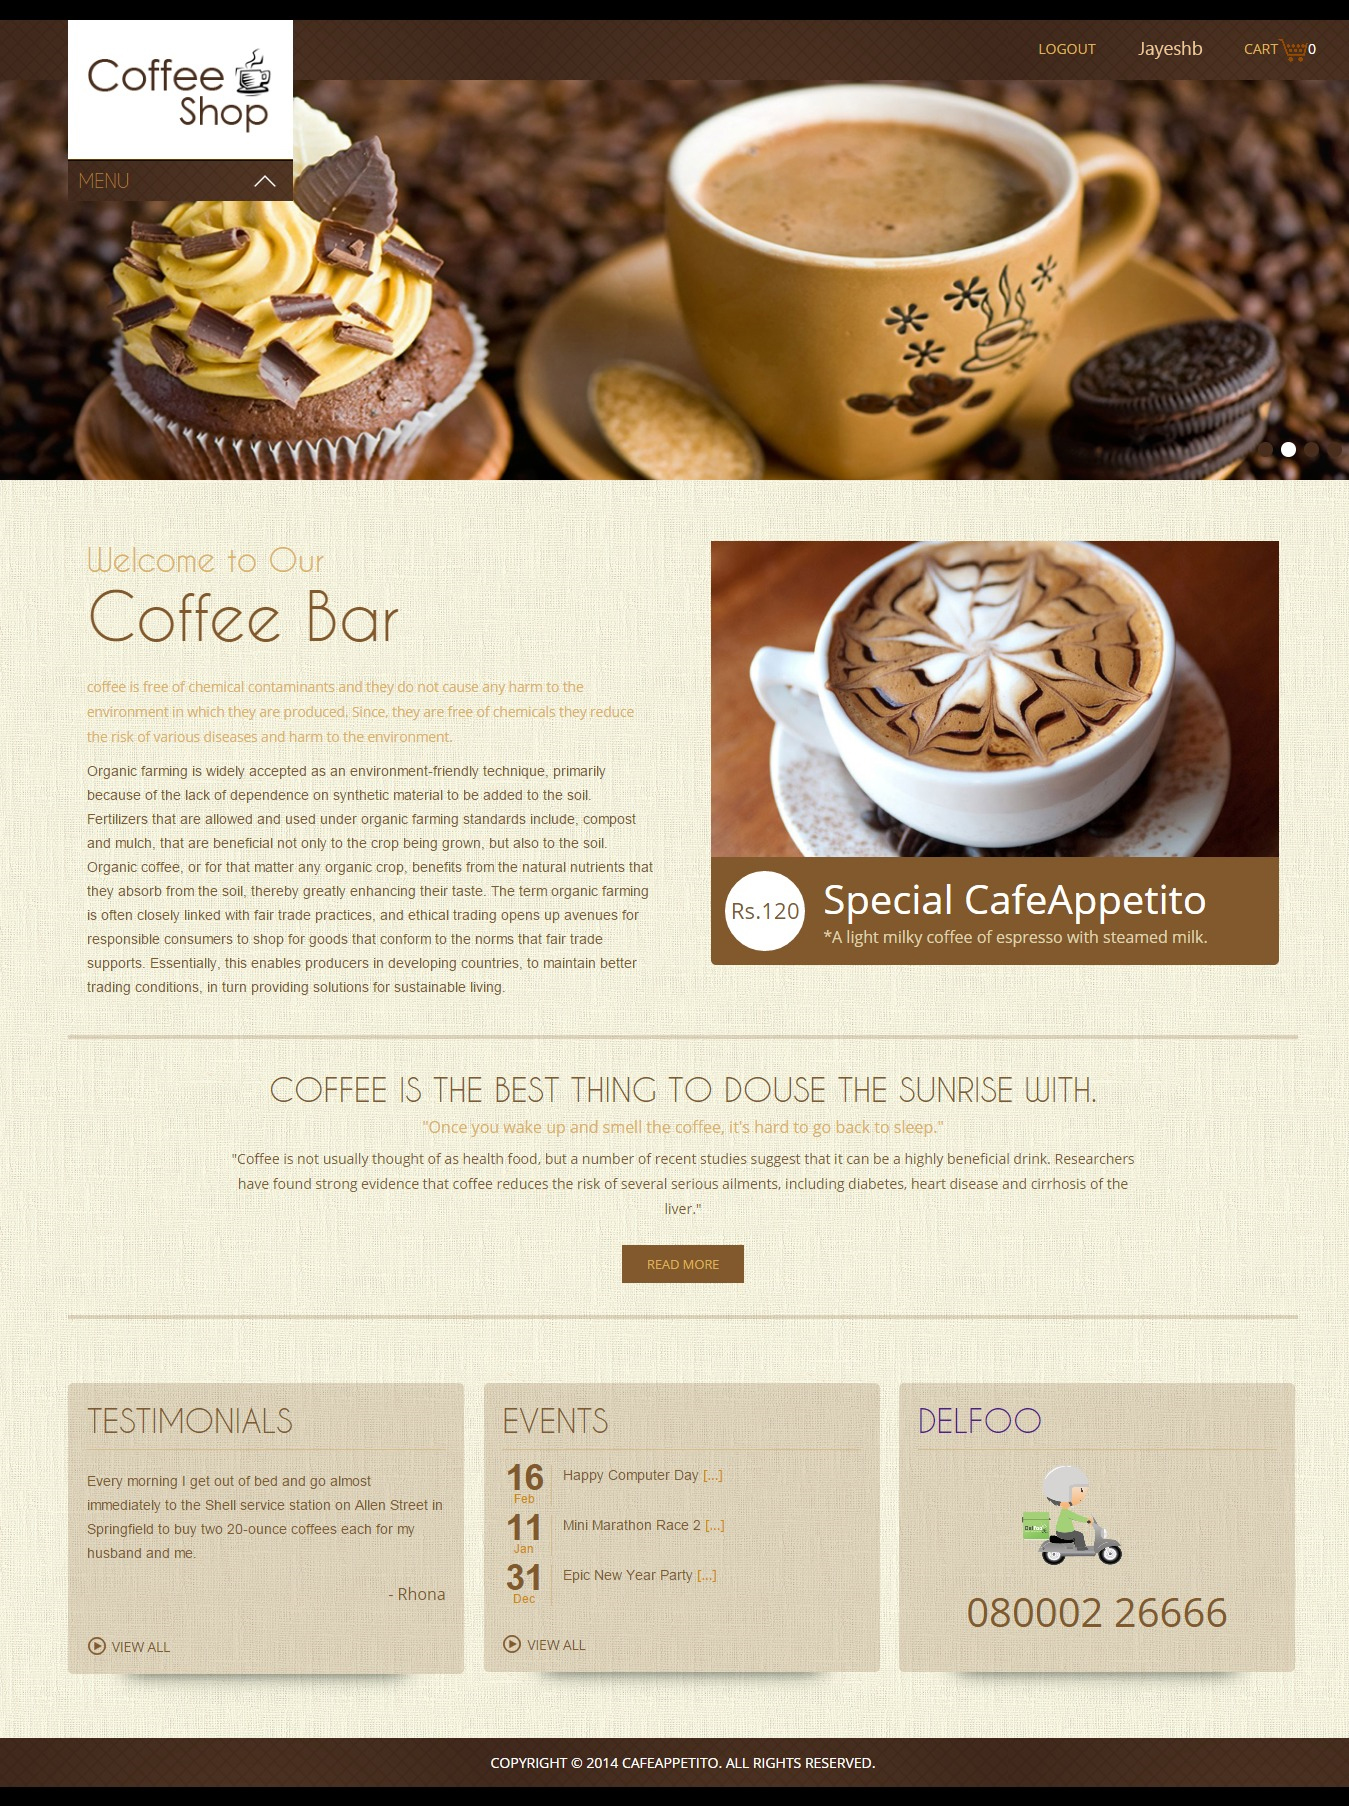 Coffee
Shop
LOGOUT
Jayeshb
CART 0
MENU
Welcome to Our
Coffee Bar
coffee is free of chemical contaminants and they do not cause any harm to the
environment in which they are produced. Since, they are free of chemicals they reduce
the risk of various diseases and harm to the environment.
Organic farming is widely accepted as an environment-friendly technique, primarily
because of the lack of dependence on synthetic material to be added to the soil.
Fertilizers that are allowed and used under organic farming standards include, compost
and mulch, that are beneficial not only to the crop being grown, but also to the soil.
Organic coffee, or for that matter any organic crop, benefits from the natural nutrients that
they absorb from the soil, thereby greatly enhancing their taste. The term organic farming
is often closely linked with fair trade practices, and ethical trading opens up avenues for
responsible consumers to shop for goods that conform to the norms that fair trade
supports. Essentially, this enables producers in developing countries, to maintain better
trading conditions, in turn providing solutions for sustainable living.
Rs.120
Special CafeAppetito
*A light milky coffee of espresso with steamed milk.
COFFEE IS THE BEST THING TO DOUSE THE SUNRISE WITH.
"Once you wake up and smell the coffee, it's hard to go back to sleep."
"Coffee is not usually thought of as health food, but a number of recent studies suggest that it can be a highly beneficial drink. Researchers
have found strong evidence that coffee reduces the risk of several serious ailments, including diabetes, heart disease and cirrhosis of the
liver."
READ MORE
TESTIMONIALS
Every morning I get out of bed and go almost
immediately to the Shell service station on Allen Street in
Springfield to buy two 20-ounce coffees each for my
husband and me.
- Rhona
VIEW ALL
EVENTS
16
Feb
Happy Computer Day [...]
11
Jan
Mini Marathon Race 2 [...]
31
Dec
Epic New Year Party [...]
VIEW ALL
DELFOO
Delfoo
080002 26666
COPYRIGHT © 2014 CAFEAPPETITO. ALL RIGHTS RESERVED.